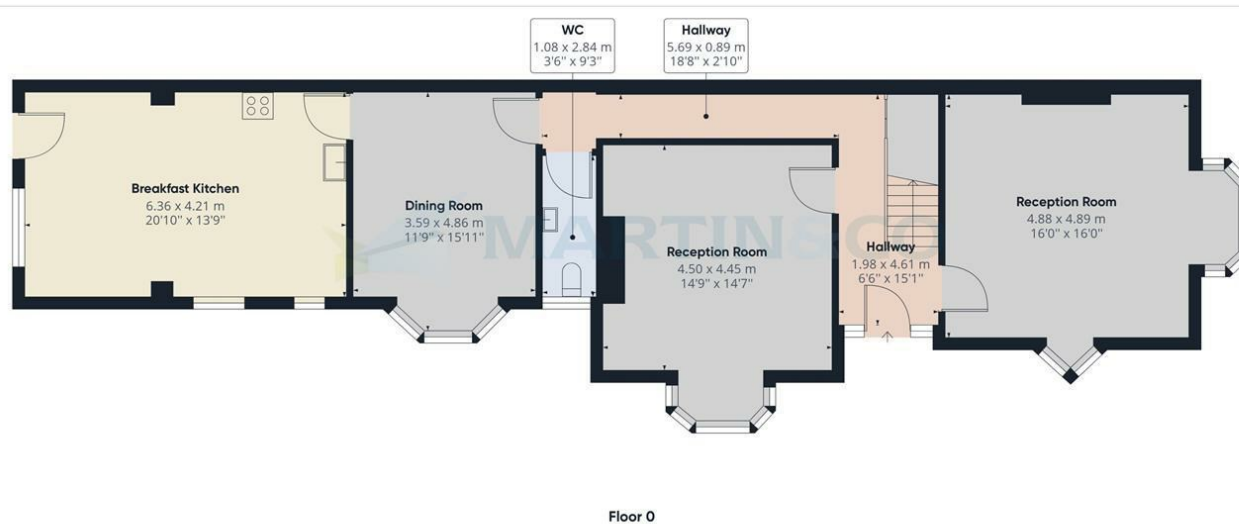 WC
1.08 x 2.84 m
3'6" x 9'3"
Hallway
5.69 x 0.89 m
18'8" x 2'10"
Breakfast Kitchen
6.36 x 4.21 m
20'10" x 13'9"
Dining Room
3.59 x 4.86 m
11'9" x 15'11"
MARTIN&CO
Reception Room
4.50 x 4.45 m
14'9" x 14'7"
Hallway
1.98 x 4.61 m
6'6" x 15'1"
Reception Room
4.88 x 4.89 m
16'0" x 16'0"
Floor 0